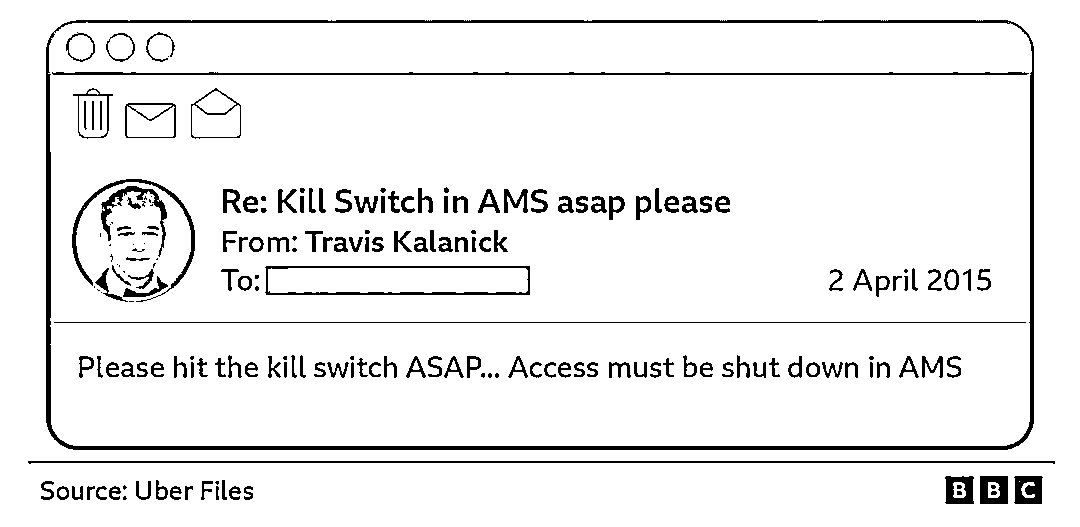 Re: Kill Switch in AMS asap please
From: Travis Kalanick
To:
2 April 2015
Please hit the kill switch ASAP... Access must be shut down in AMS
Source: Uber Files
BBC